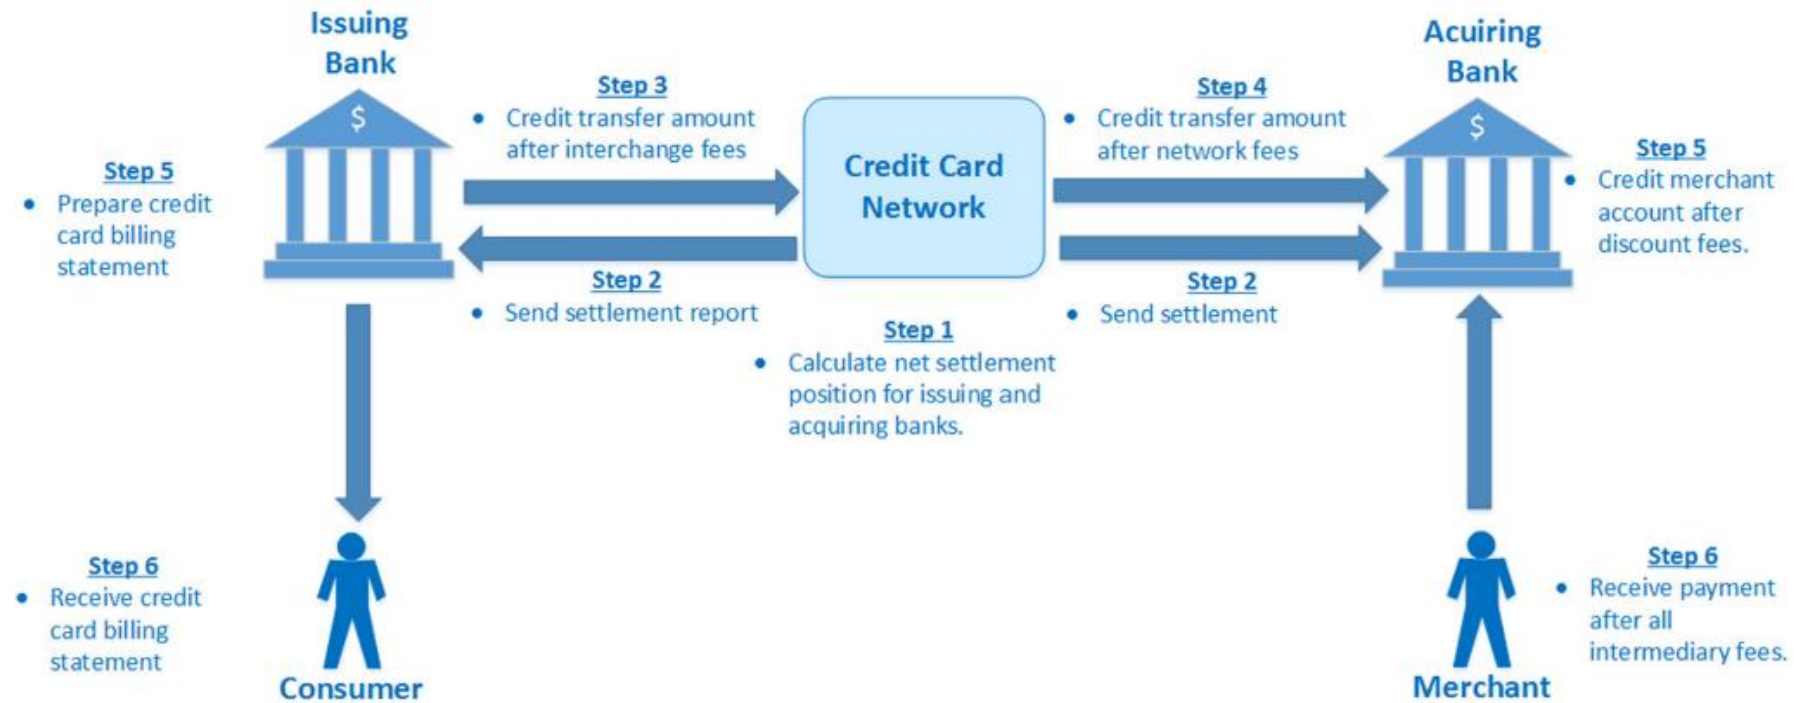 Issuing
Bank
$
Step 5
• Prepare credit
card billing
statement
Step 3
• Credit transfer amount
after interchange fees
Step 2
• Send settlement report
Credit Card
Network
Step 1
• Calculate net settlement
position for issuing and
acquiring banks.
Step 4
• Credit transfer amount
after network fees
Step 2
• Send settlement
Acuiring
Bank
$
Step 5
• Credit merchant
account after
discount fees.
Step 6
• Receive credit
card billing
statement
Consumer
Step 6
• Receive payment
after all
intermediary fees.
Merchant